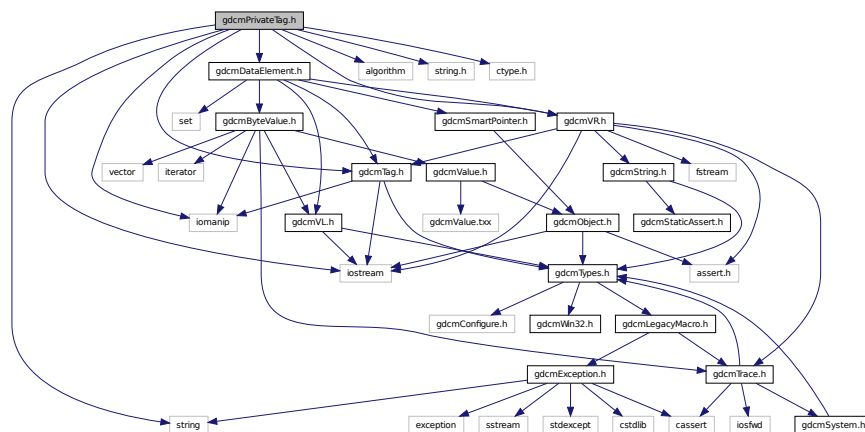 gdcmPrivateTag.h
gdcmDataElement.h
algorithm
string.h
ctype.h
set
gdcmByteValue.h
gdcmSmartPointer.h
gdcmVR.h
vector
iterator
gdcmTag.h
gdcmValue.h
gdcmString.h
fstream
iomanip
gdcmVL.h
gdcmValue.txx
gdcmObject.h
gdcmStaticAssert.h
iostream
gdcmTypes.h
assert.h
gdcmConfigure.h
gdcmWin32.h
gdcmLegacyMacro.h
gdcmException.h
gdcmTrace.h
string
exception
sstream
stdexcept
cstdlib
cassert
iosfwd
gdcmSystem.h